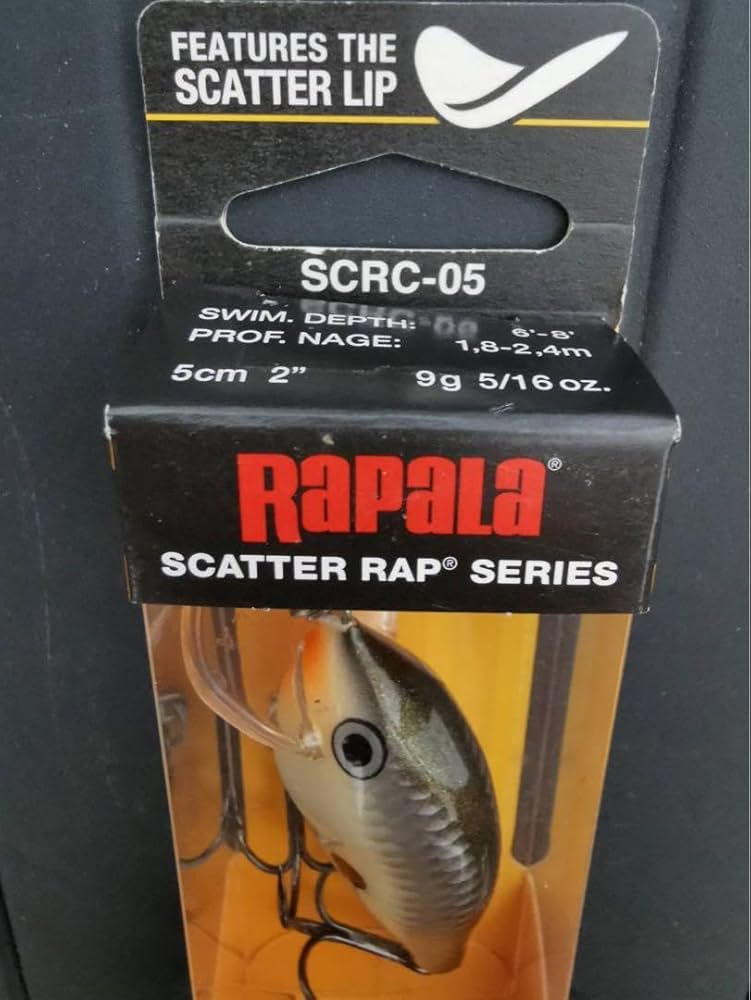 FEATURES THE
SCATTER LIP
SCRC-05
SWIM. DEPTH: 6'-8'
PROF. NAGE: 1,8-2,4m
5cm 2” 9g 5/16 oz.
RAPALA®
SCATTER RAP® SERIES